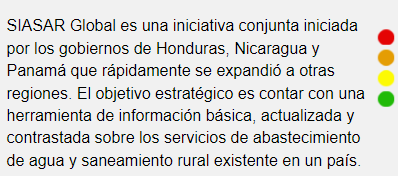 SIASAR Global es una iniciativa conjunta iniciada
por los gobiernos de Honduras, Nicaragua y
Panamá que rápidamente se expandió a otras
regiones. El objetivo estratégico es contar con una
herramienta de información básica, actualizada y
contrastada sobre los servicios de abastecimiento
de agua y saneamiento rural existente en un país.